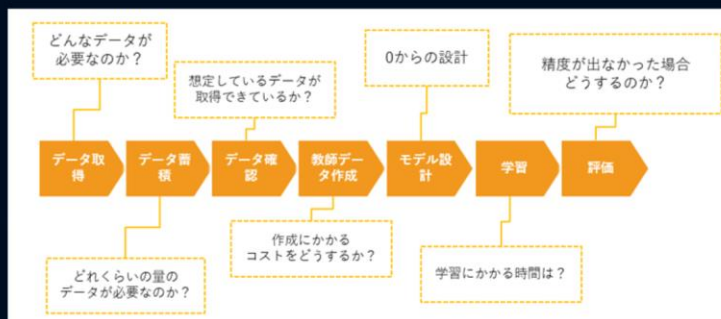 どんなデータが
必要なのか？
想定しているデータが
取得できているか？
0からの設計
精度が出なかった場合
どうするのか？
データ取
得
データ蓄
積
データ確
認
教師デー
タ作成
モデル設
計
学習
評価
どれくらいの量の
データが必要なのか？
作成にかかる
コストをどうするか？
学習にかかる時間は？